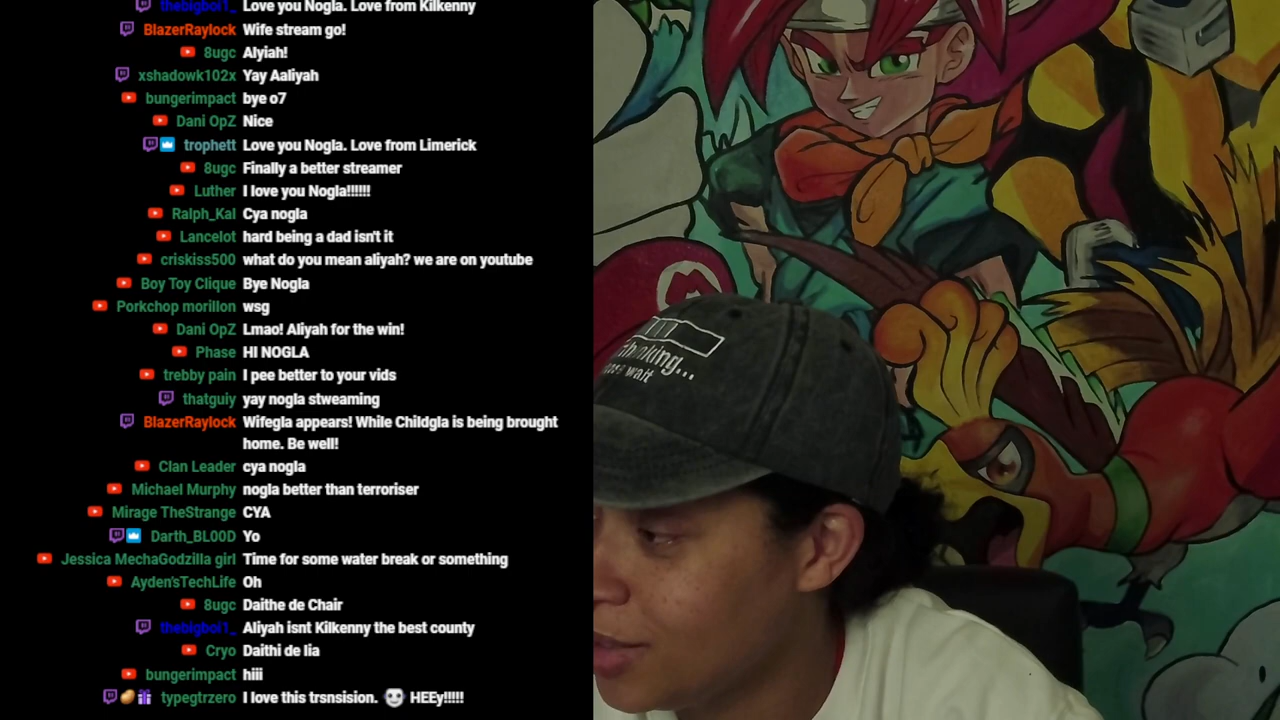 thebigboi1_ Love you Nogla. Love from Kilkenny
BlazerRaylock Wife stream go!
8ugc Alyiah!
xshadowk102x Yay Aaliyah
bungerimpact bye o7
Dani OpZ Nice
trophett Love you Nogla. Love from Limerick
8ugc Finally a better streamer
Luther I love you Nogla!!!!!!
Ralph_Kal Cya nogla
Lancelot hard being a dad isn't it
criskiss500 what do you mean aliyah? we are on youtube
Boy Toy Clique Bye Nogla
Porkchop morillon wsg
Dani OpZ Lmao! Aliyah for the win!
Phase HI NOGLA
trebby pain I pee better to your vids
thatguiy yay nogla stweaming
BlazerRaylock Wifegla appears! While Childgla is being brought
home. Be well!
Clan Leader cya nogla
Michael Murphy nogla better than terroriser
Mirage TheStrange CYA
Darth_BL00D Yo
Jessica MechaGodzilla girl Time for some water break or something
Ayden'sTechLife Oh
8ugc Daithe de Chair
thebigboi1_ Aliyah isnt Kilkenny the best county
Cryo Daithi de lia
bungerimpact hiii
typegtrzero I love this trsnsision. HEEy!!!!!
thinking...
wait